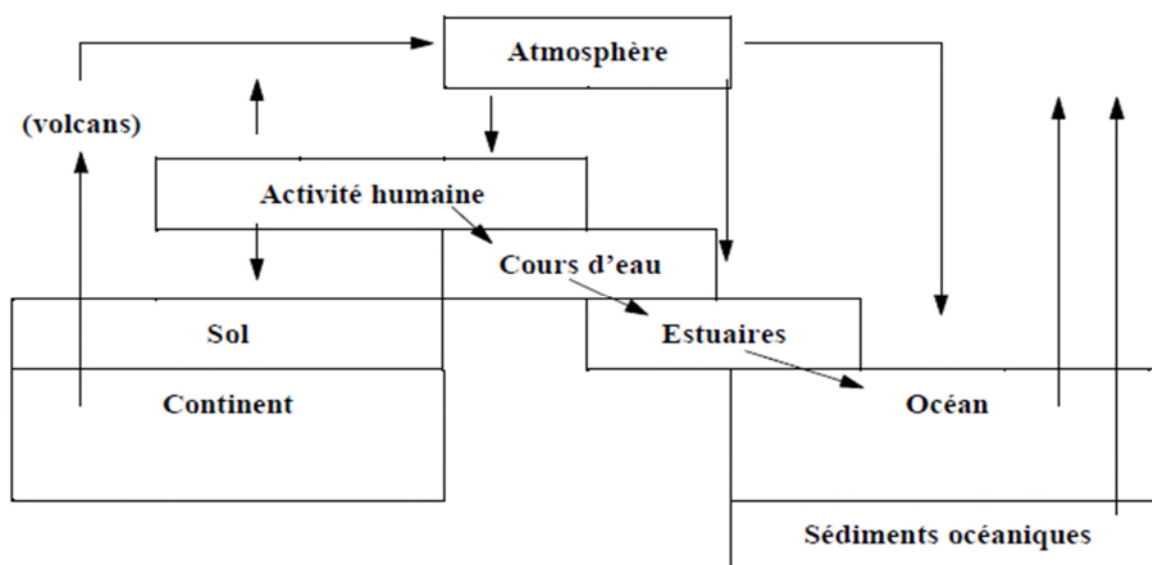 Atmosphère
(volcans)
Activité humaine
Cours d’eau
Sol
Estuaires
Continent
Océan
Sédiments océaniques